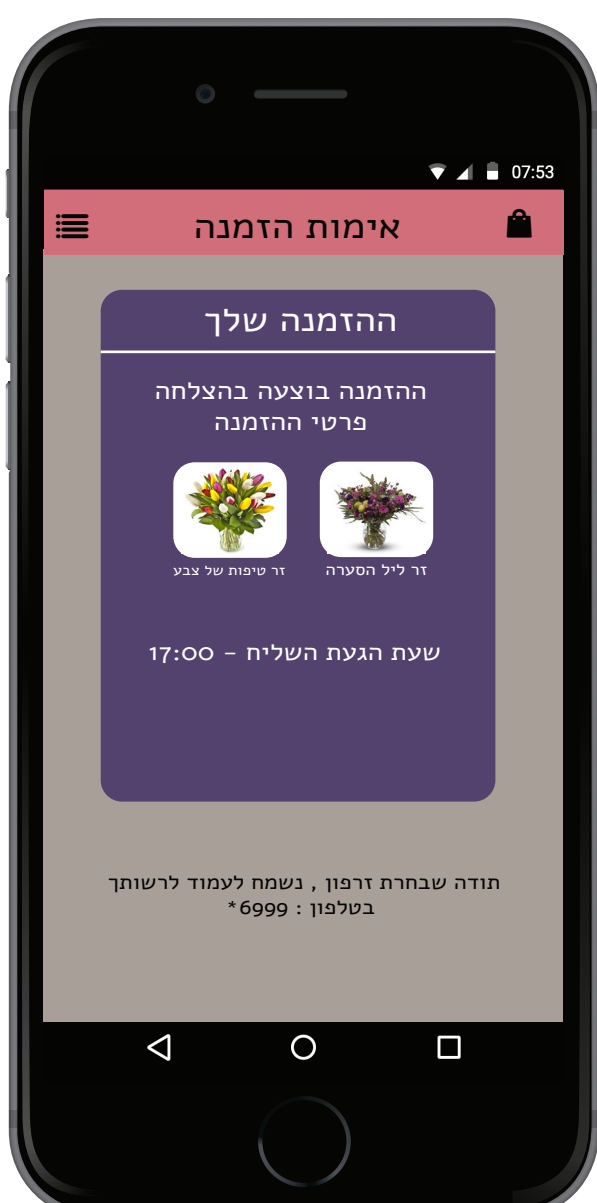 07:53
אימות הזמנה
ההזמנה שלך
ההזמנה בוצעה בהצלחה
פרטי ההזמנה
זר ליל הסערה
זר טיפות של צבע
שעת הגעת השליח - 17:00
תודה שבחרת זרפון , נשמח לעמוד לרשותך
בטלפון : 6999*